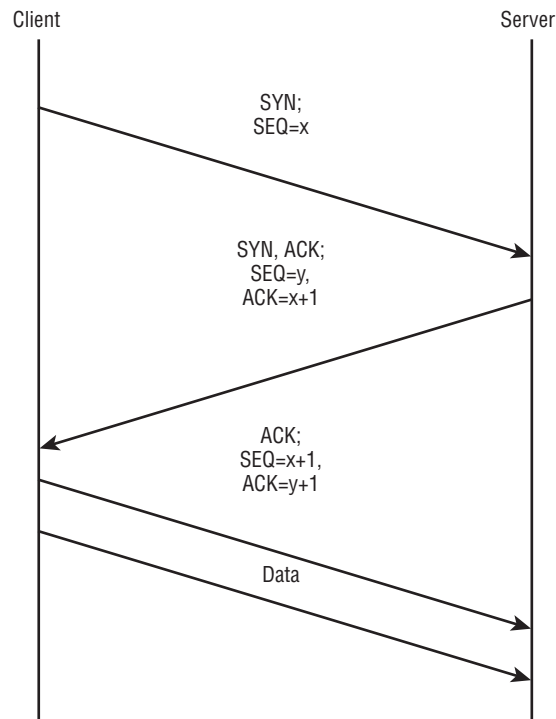 Client
Server
SYN;
SEQ=x
SYN, ACK;
SEQ=y,
ACK=x+1
ACK;
SEQ=x+1,
ACK=y+1
Data